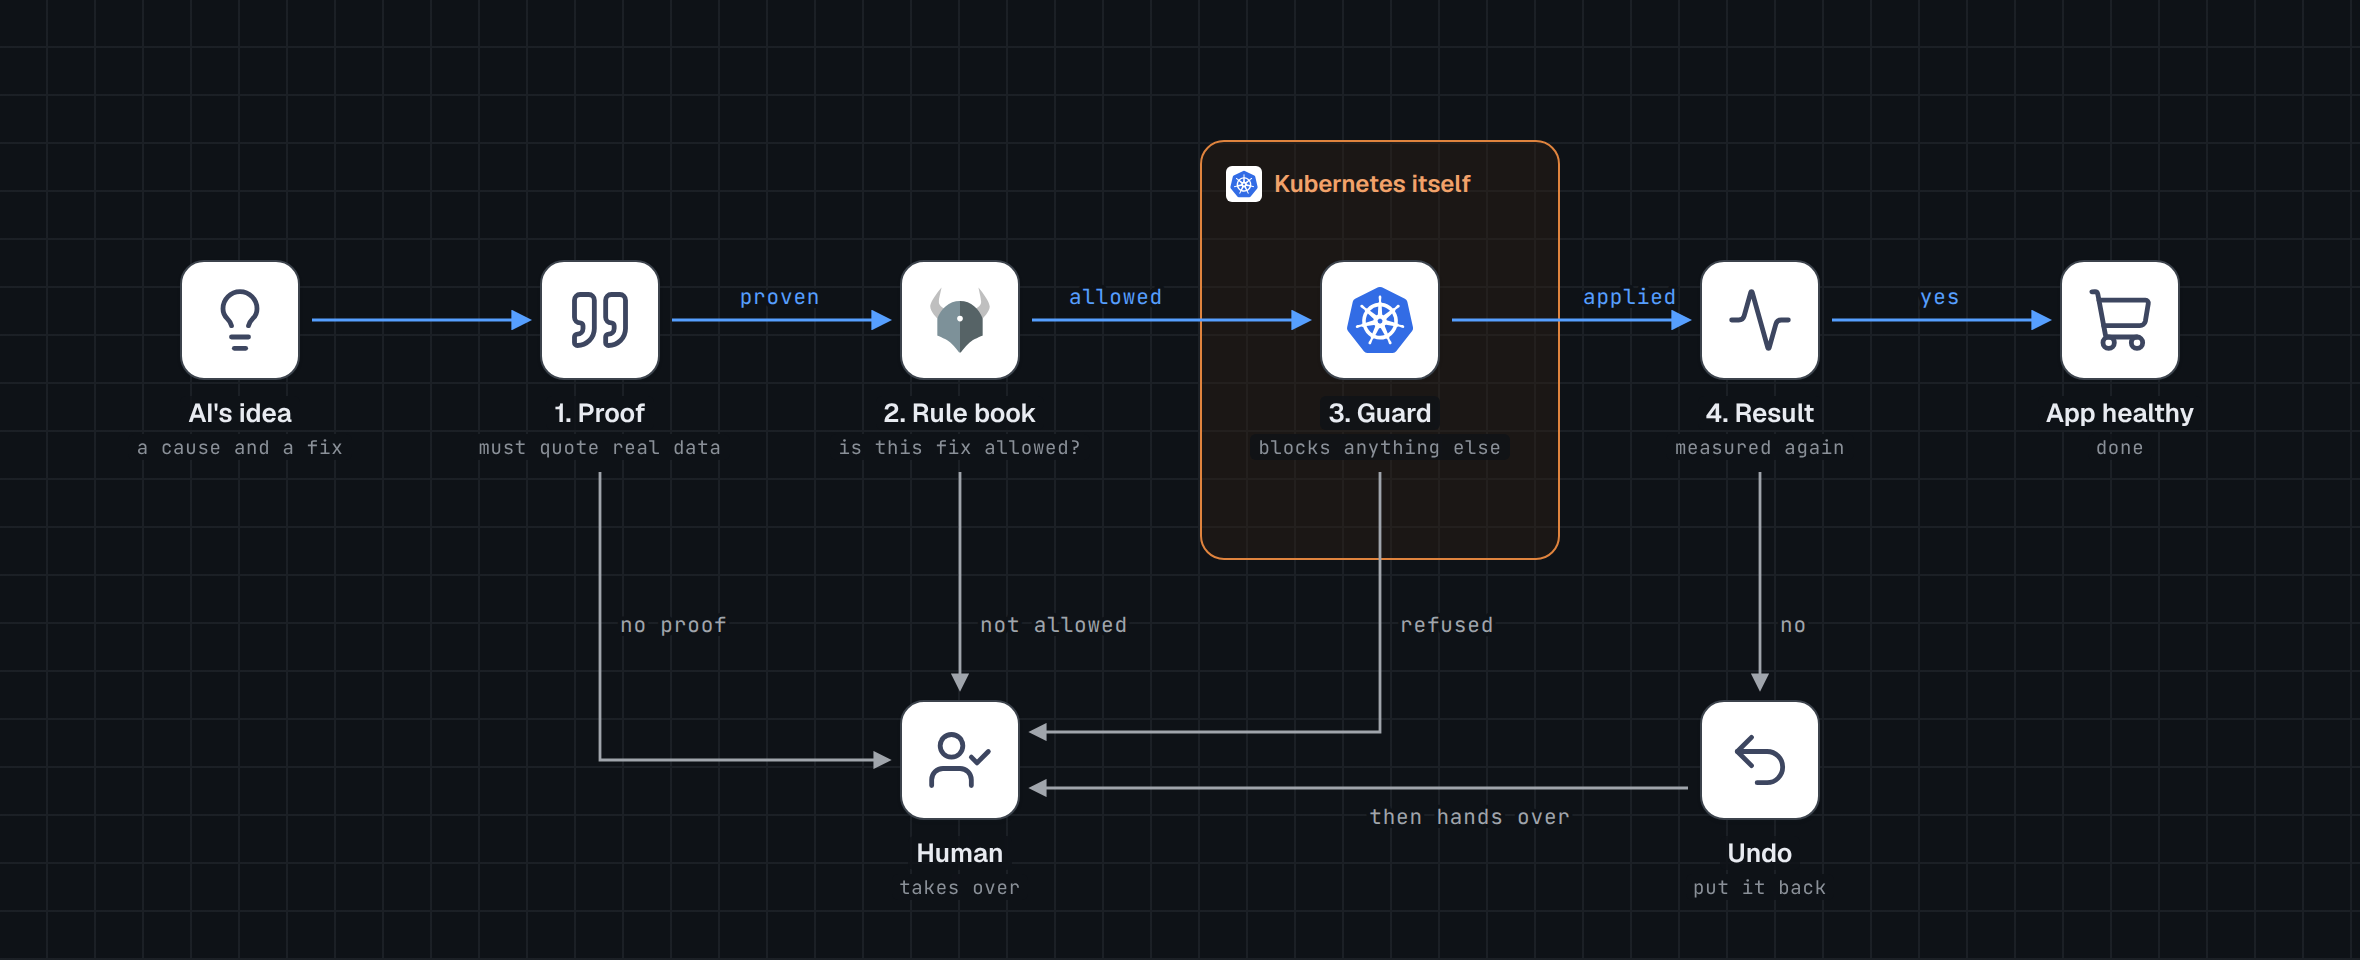 Kubernetes itself
proven
allowed
applied
yes
AI's idea
a cause and a fix
1. Proof
must quote real data
2. Rule book
is this fix allowed?
3. Guard
blocks anything else
4. Result
measured again
App healthy
done
no proof
not allowed
refused
no
then hands over
Human
takes over
Undo
put it back